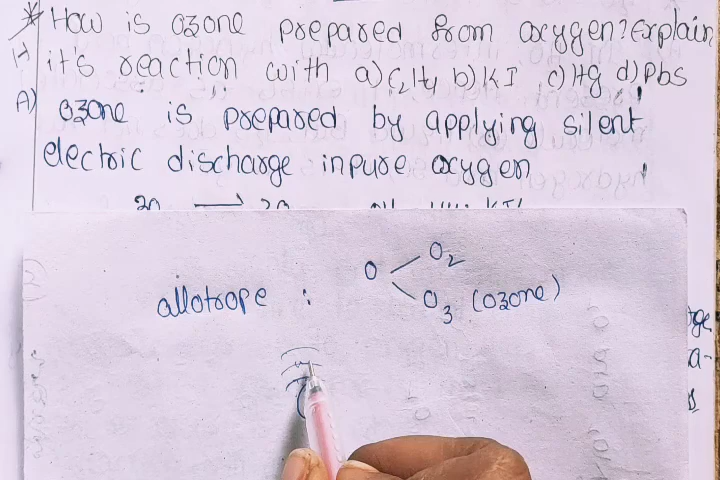 * How is ozone prepared from oxygen? Explain
its reaction with a) C₂H₄ b) KI c) Hg d) Pbs
A) ozone is prepared by applying silent
electric discharge in pure oxygen
allotrope : O
O₂
O₃ (ozone)